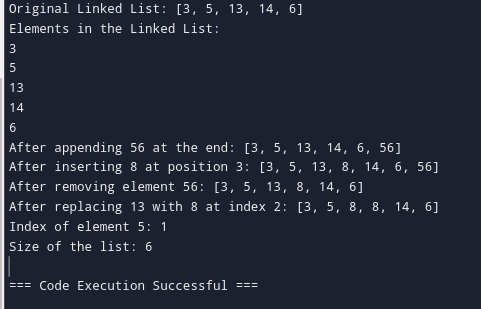 Original Linked List: [3, 5, 13, 14, 6]
Elements in the Linked List:
3
5
13
14
6
After appending 56 at the end: [3, 5, 13, 14, 6, 56]
After inserting 8 at position 3: [3, 5, 13, 8, 14, 6, 56]
After removing element 56: [3, 5, 13, 8, 14, 6]
After replacing 13 with 8 at index 2: [3, 5, 8, 8, 14, 6]
Index of element 5: 1
Size of the list: 6
=== Code Execution Successful ===